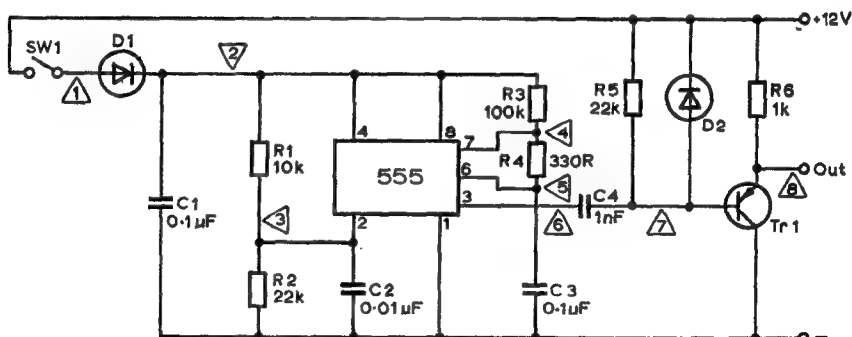 +12V
SW1
D1
1
2
R3
100k
R5
22k
D2
R6
1k
4
8
7
4
R1
10k
555
R4
330R
6
5
Out
8
3
C4
1nF
6
7
Tr1
C1
0·1µF
3
2
1
R2
22k
C2
0·01µF
C3
0·1µF